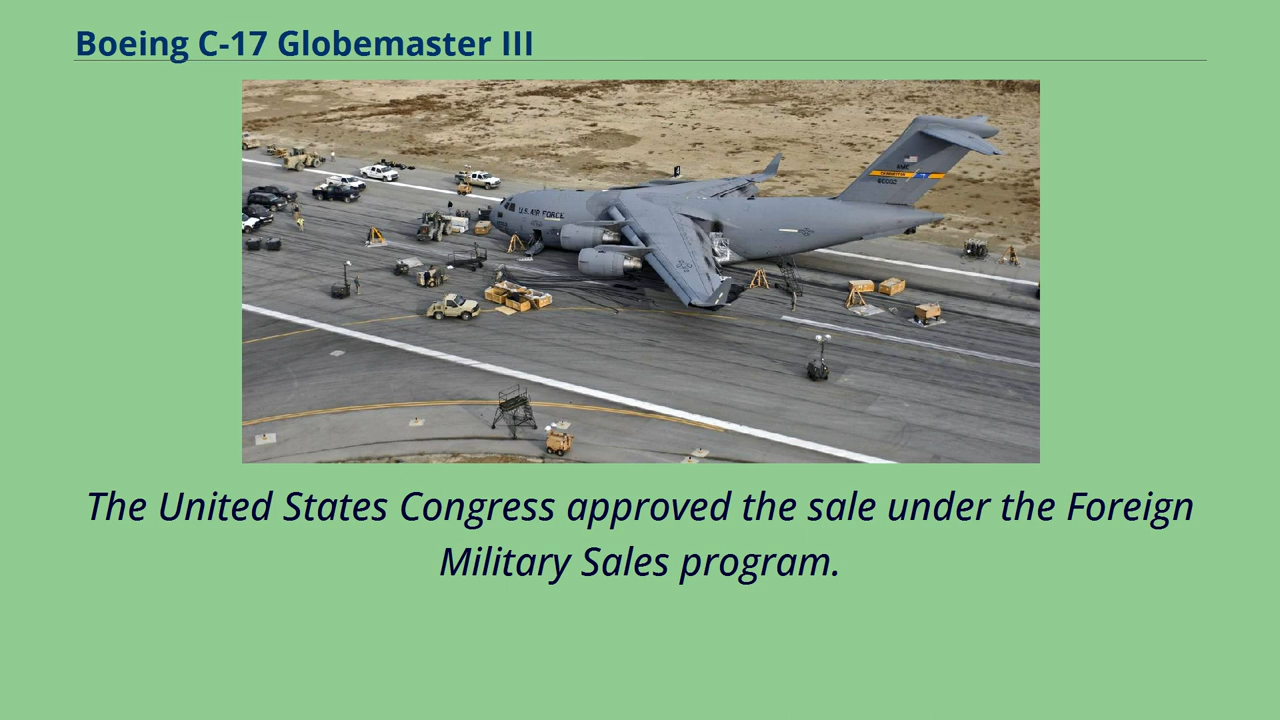 Boeing C-17 Globemaster III
U.S. AIR FORCE
AMC
The United States Congress approved the sale under the Foreign
Military Sales program.